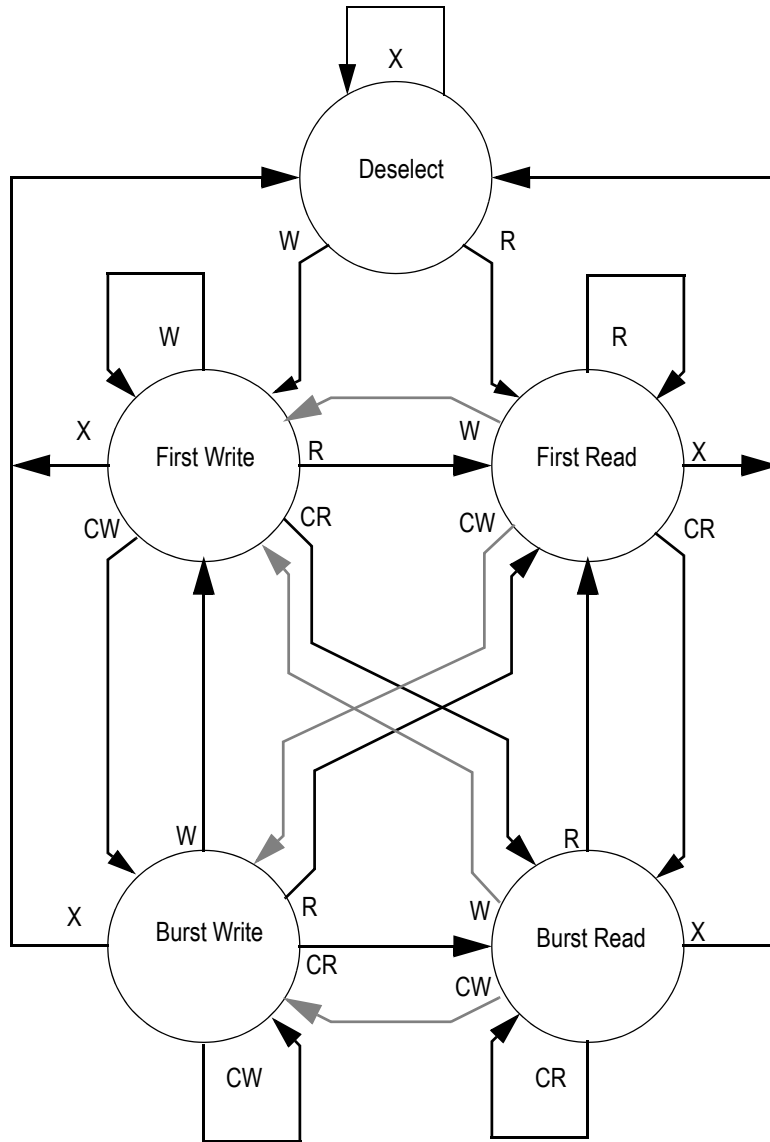 X
Deselect
W
R
W
R
X
W
First Write
R
First Read
X
CW
CR
CW
CR
W
R
X
R
W
Burst Write
Burst Read
X
CR
CW
CW
CR